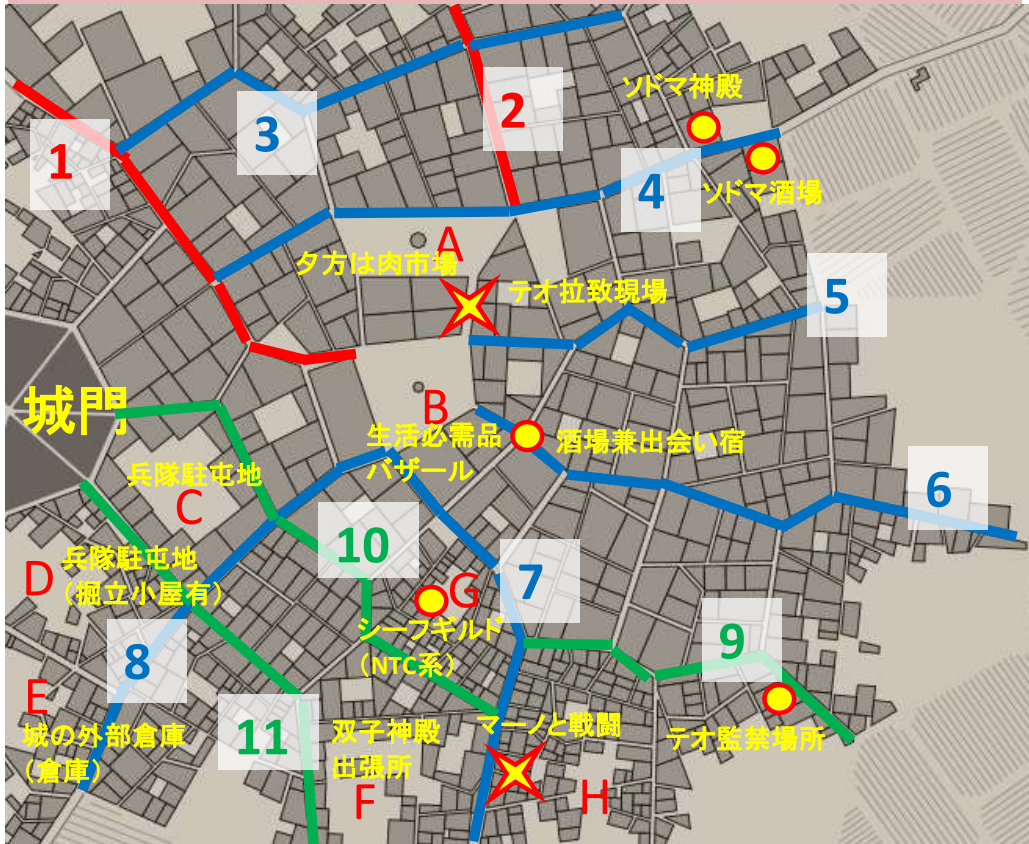 ソドマ神殿
1
2
3
4
ソドマ酒場
A
夕方は肉市場
テオ拉致現場
5
城門
B
生活必需品
バザール
酒場兼出会い宿
兵隊駐屯地
C
6
10
D
兵隊駐屯地
（掘立小屋有）
G
7
シーフギルド
（NTC系）
8
9
E
城の外部倉庫
（倉庫）
11
双子神殿
出張所
F
マーノと戦闘
H
テオ監禁場所